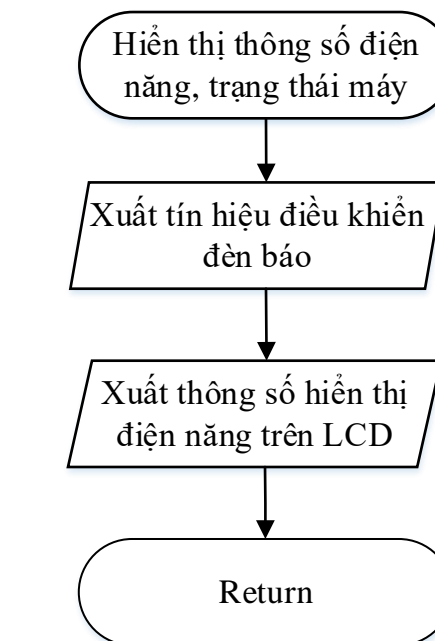 Hiển thị thông số điện
năng, trạng thái máy
Xuất tín hiệu điều khiển
đèn báo
Xuất thông số hiển thị
điện năng trên LCD
Return